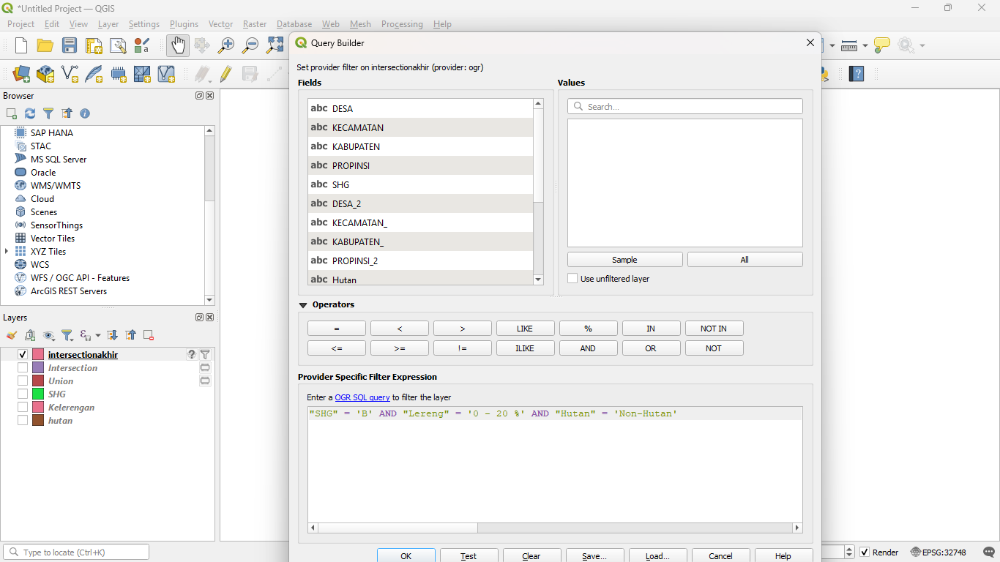 *Untitled Project — QGIS
Project Edit View Layer Settings Plugins Vector Raster Database Web Mesh Processing Help
Query Builder
Set provider filter on intersectionakhir (provider: ogr)
Fields
Values
abc DESA
abc KECAMATAN
abc KABUPATEN
abc PROPINSI
abc SHG
abc DESA_2
abc KECAMATAN_
abc KABUPATEN_
abc PROPINSI_2
abc Hutan
Search...
Sample All
Use unfiltered layer
Operators
= < > LIKE % IN NOT IN
<= >= != ILIKE AND OR NOT
Provider Specific Filter Expression
Enter a OGR SQL query to filter the layer
"SHG" = 'B' AND "Lereng" = '0 - 20 %' AND "Hutan" = 'Non-Hutan'
OK Test Clear Save... Load... Cancel Help
Browser
SAP HANA
STAC
MS SQL Server
Oracle
WMS/WMTS
Cloud
Scenes
SensorThings
Vector Tiles
XYZ Tiles
WCS
WFS / OGC API - Features
ArcGIS REST Servers
Layers
intersectionakhir
Intersection
Union
SHG
Kelerengan
hutan
Type to locate (Ctrl+K)
Render EPSG:32748